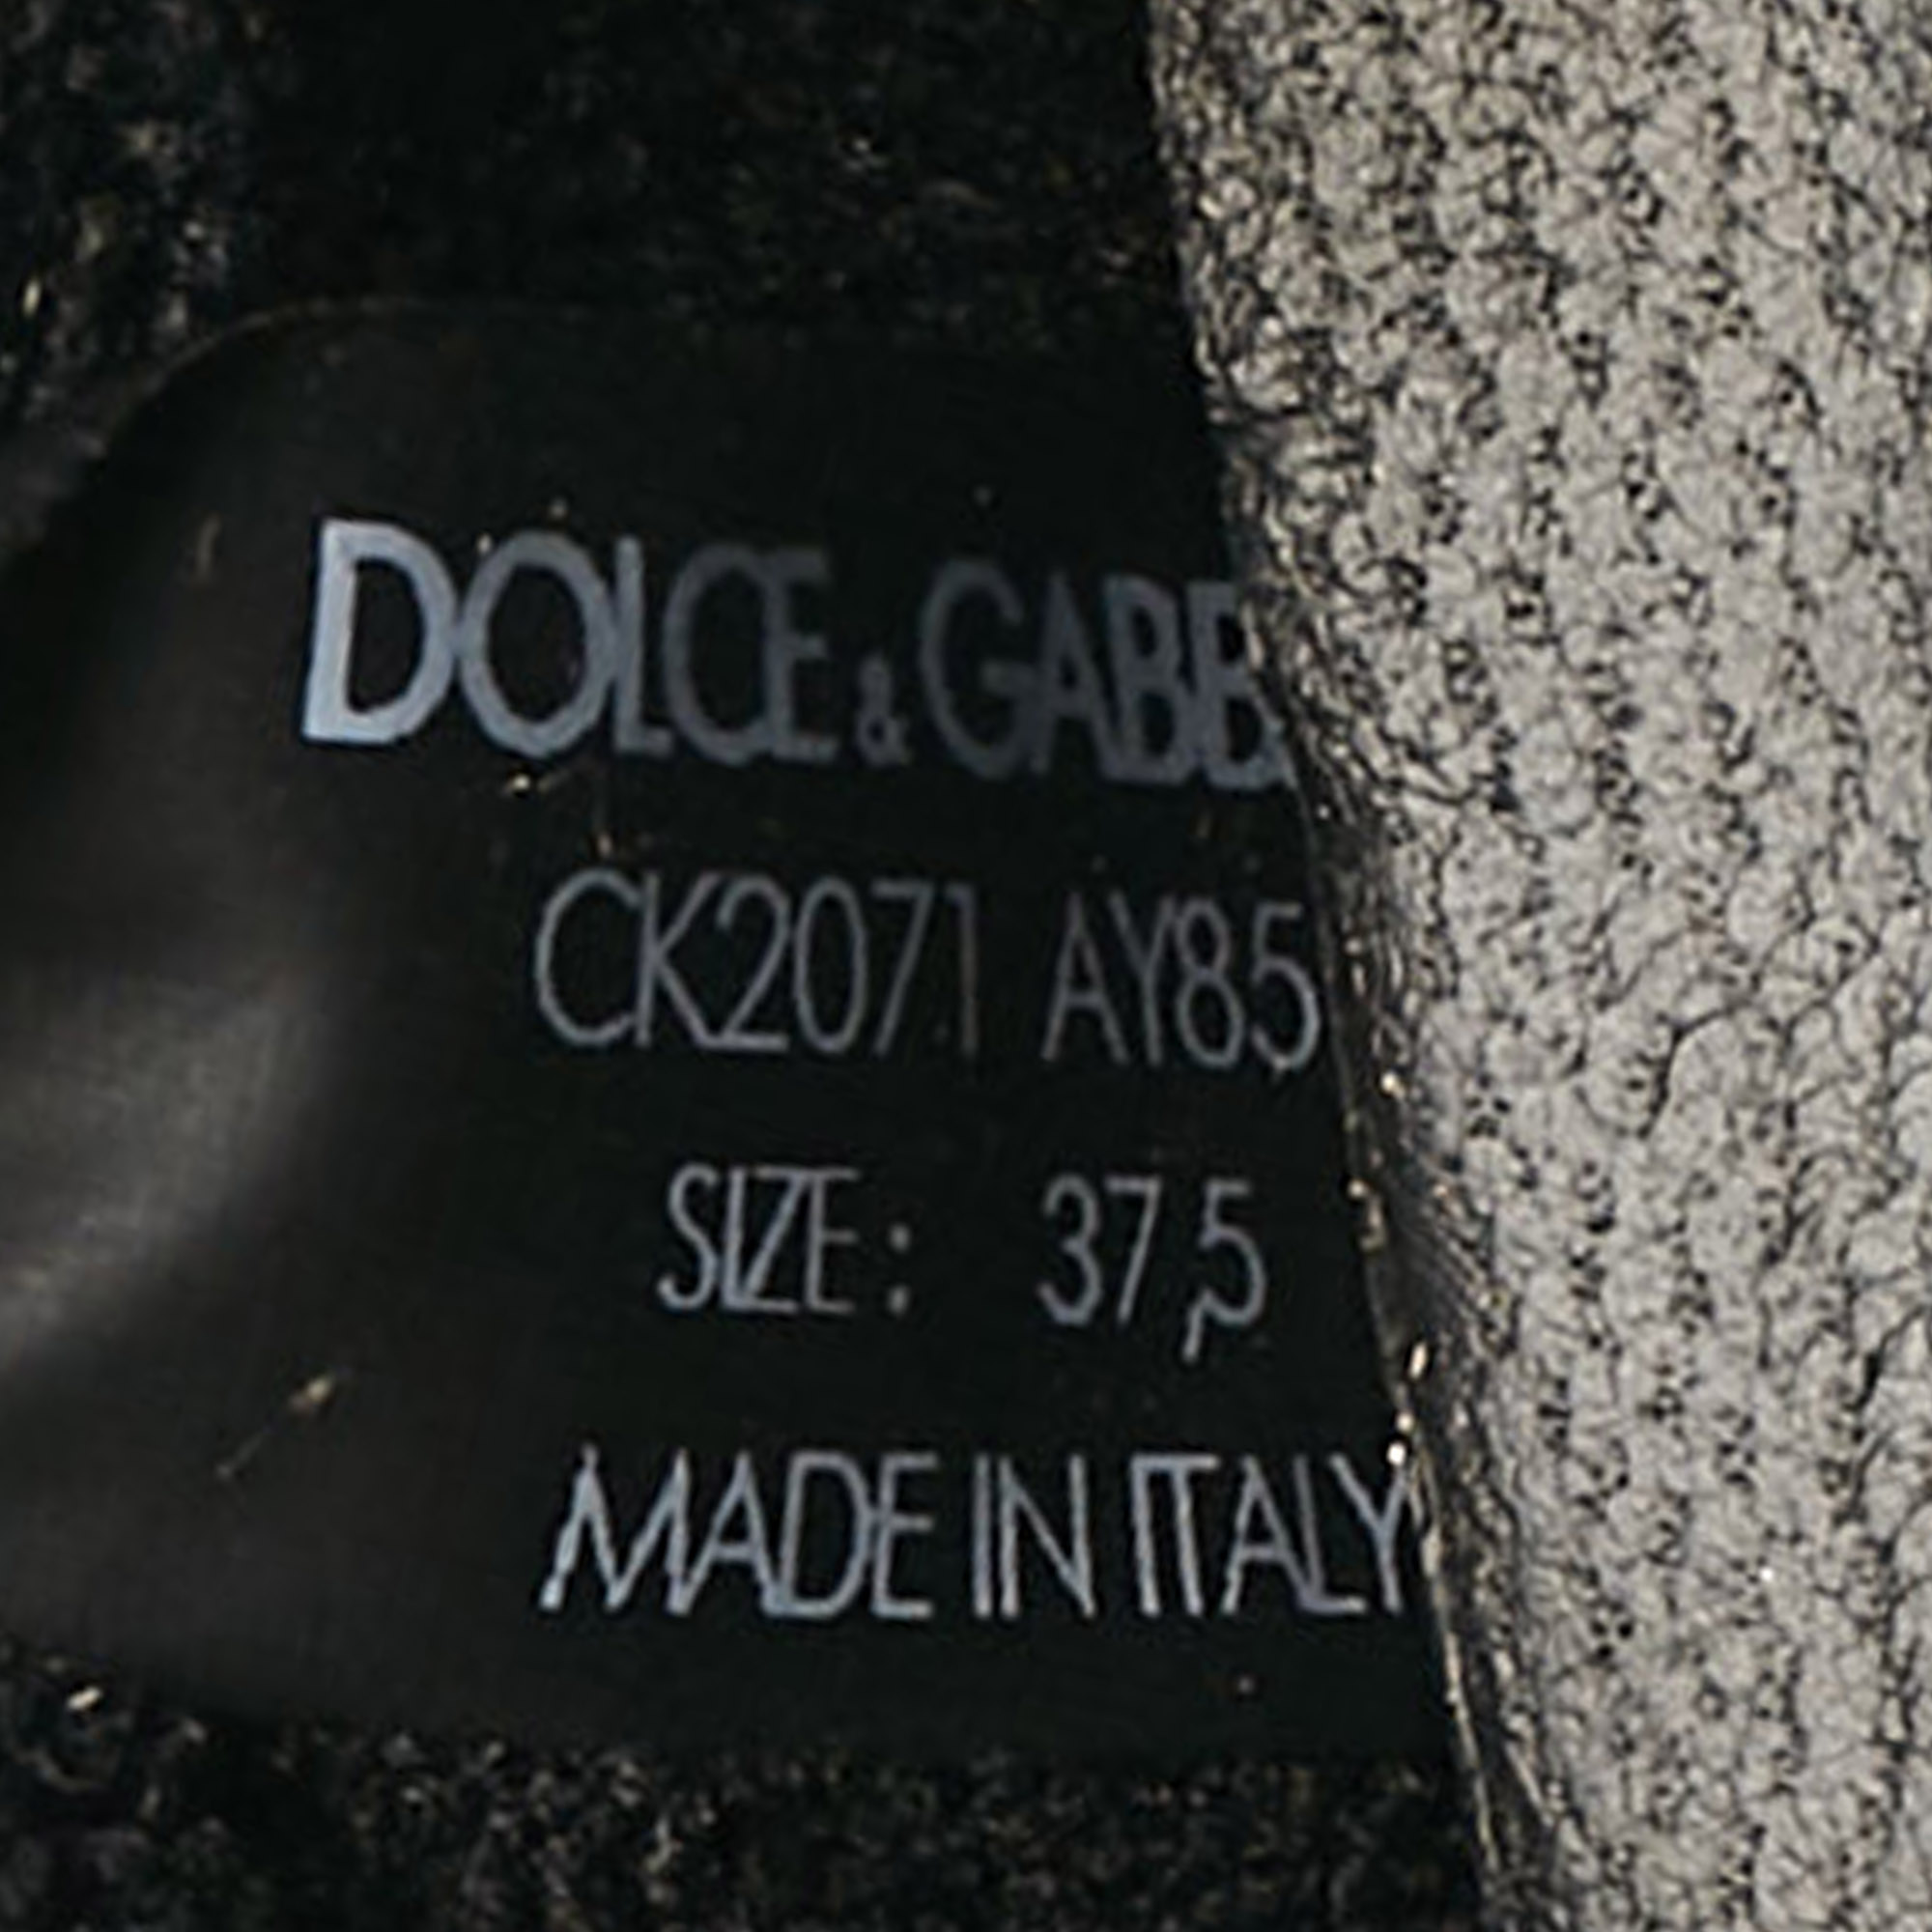 DOLCE & GABB
CK2071 AY85
SIZE: 37,5
MADE IN ITALY